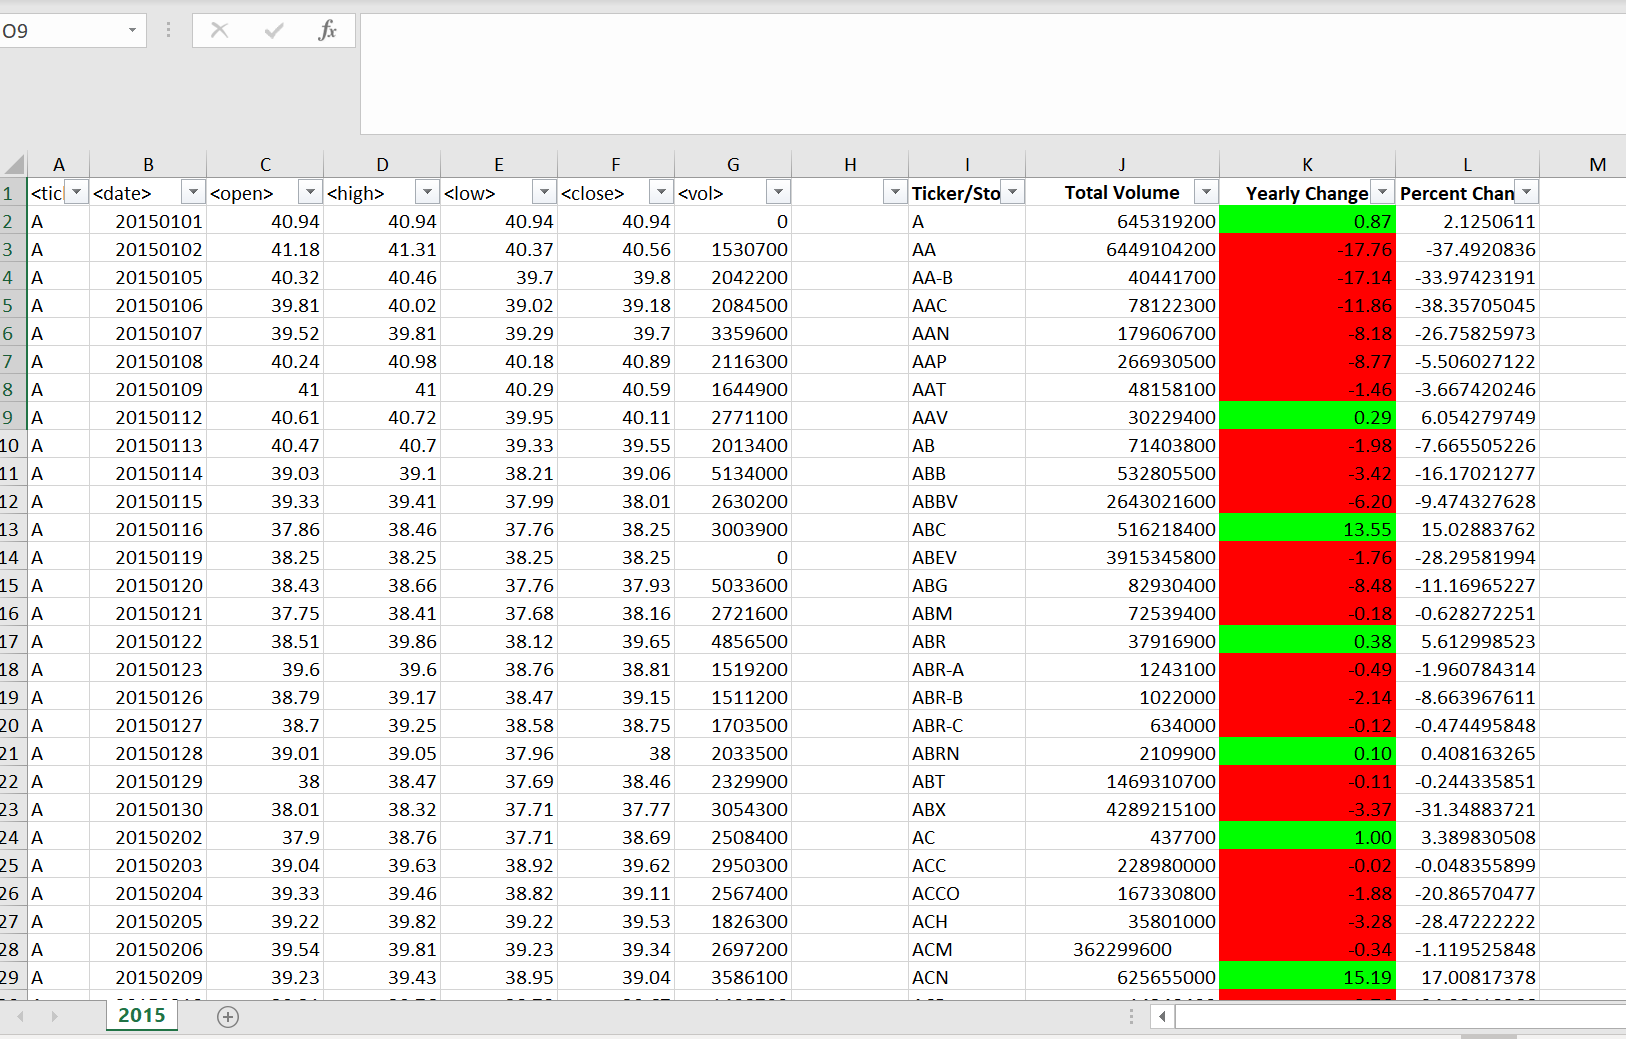 O9 fx
A B C D E F G H I J K L M
1 <tic <date> <open> <high> <low> <close> <vol> Ticker/Sto Total Volume Yearly Change Percent Chan
2 A 20150101 40.94 40.94 40.94 40.94 0 A 645319200 0.87 2.1250611
3 A 20150102 41.18 41.31 40.37 40.56 1530700 AA 6449104200 -17.76 -37.4920836
4 A 20150105 40.32 40.46 39.7 39.8 2042200 AA-B 40441700 -17.14 -33.97423191
5 A 20150106 39.81 40.02 39.02 39.18 2084500 AAC 78122300 -11.86 -38.35705045
6 A 20150107 39.52 39.81 39.29 39.7 3359600 AAN 179606700 -8.18 -26.75825973
7 A 20150108 40.24 40.98 40.18 40.89 2116300 AAP 266930500 -8.77 -5.506027122
8 A 20150109 41 41 40.29 40.59 1644900 AAT 48158100 -1.46 -3.667420246
9 A 20150112 40.61 40.72 39.95 40.11 2771100 AAV 30229400 0.29 6.054279749
10 A 20150113 40.47 40.7 39.33 39.55 2013400 AB 71403800 -1.98 -7.665505226
11 A 20150114 39.03 39.1 38.21 39.06 5134000 ABB 532805500 -3.42 -16.17021277
12 A 20150115 39.33 39.41 37.99 38.01 2630200 ABBV 2643021600 -6.20 -9.474327628
13 A 20150116 37.86 38.46 37.76 38.25 3003900 ABC 516218400 13.55 15.02883762
14 A 20150119 38.25 38.25 38.25 38.25 0 ABEV 3915345800 -1.76 -28.29581994
15 A 20150120 38.43 38.66 37.76 37.93 5033600 ABG 82930400 -8.48 -11.16965227
16 A 20150121 37.75 38.41 37.68 38.16 2721600 ABM 72539400 -0.18 -0.628272251
17 A 20150122 38.51 39.86 38.12 39.65 4856500 ABR 37916900 0.38 5.612998523
18 A 20150123 39.6 39.6 38.76 38.81 1519200 ABR-A 1243100 -0.49 -1.960784314
19 A 20150126 38.79 39.17 38.47 39.15 1511200 ABR-B 1022000 -2.14 -8.663967611
20 A 20150127 38.7 39.25 38.58 38.75 1703500 ABR-C 634000 -0.12 -0.474495848
21 A 20150128 39.01 39.05 37.96 38 2033500 ABRN 2109900 0.10 0.408163265
22 A 20150129 38 38.47 37.69 38.46 2329900 ABT 1469310700 -0.11 -0.244335851
23 A 20150130 38.01 38.32 37.71 37.77 3054300 ABX 4289215100 -3.37 -31.34883721
24 A 20150202 37.9 38.76 37.71 38.69 2508400 AC 437700 1.00 3.389830508
25 A 20150203 39.04 39.63 38.92 39.62 2950300 ACC 228980000 -0.02 -0.048355899
26 A 20150204 39.33 39.46 38.82 39.11 2567400 ACCO 167330800 -1.88 -20.86570477
27 A 20150205 39.22 39.82 39.22 39.53 1826300 ACH 35801000 -3.28 -28.47222222
28 A 20150206 39.54 39.81 39.23 39.34 2697200 ACM 362299600 -0.34 -1.119525848
29 A 20150209 39.23 39.43 38.95 39.04 3586100 ACN 625655000 15.19 17.00817378
2015